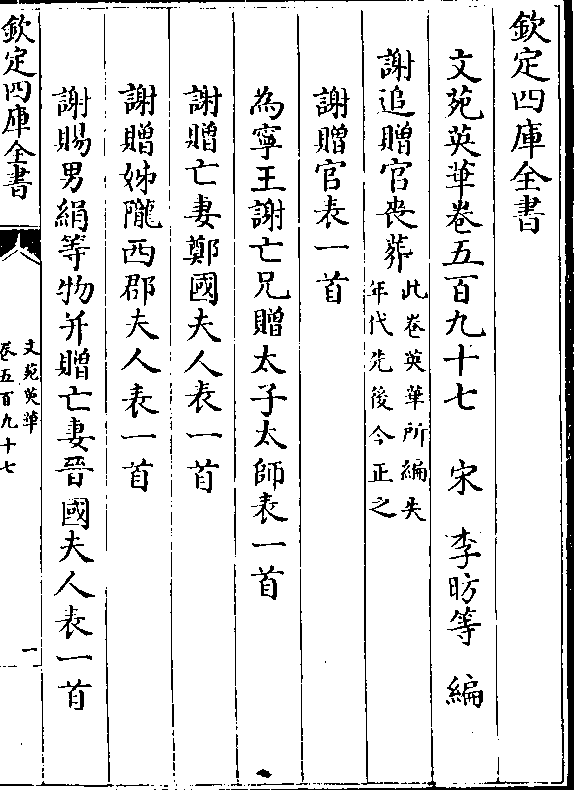 欽定四庫全書
文苑英華卷五百九十七 宋 李昉等 編
謝追贈官喪葬 此卷英華所編失年代先後今正之
謝贈官表一首
為寧王謝亡兄贈太子太師表一首
謝贈亡妻鄭國夫人表一首
謝贈姊隴西郡夫人表一首
謝賜男絹等物并贈亡妻晉國夫人表一首
欽定四庫全書
文苑英華
卷五百九十七
一